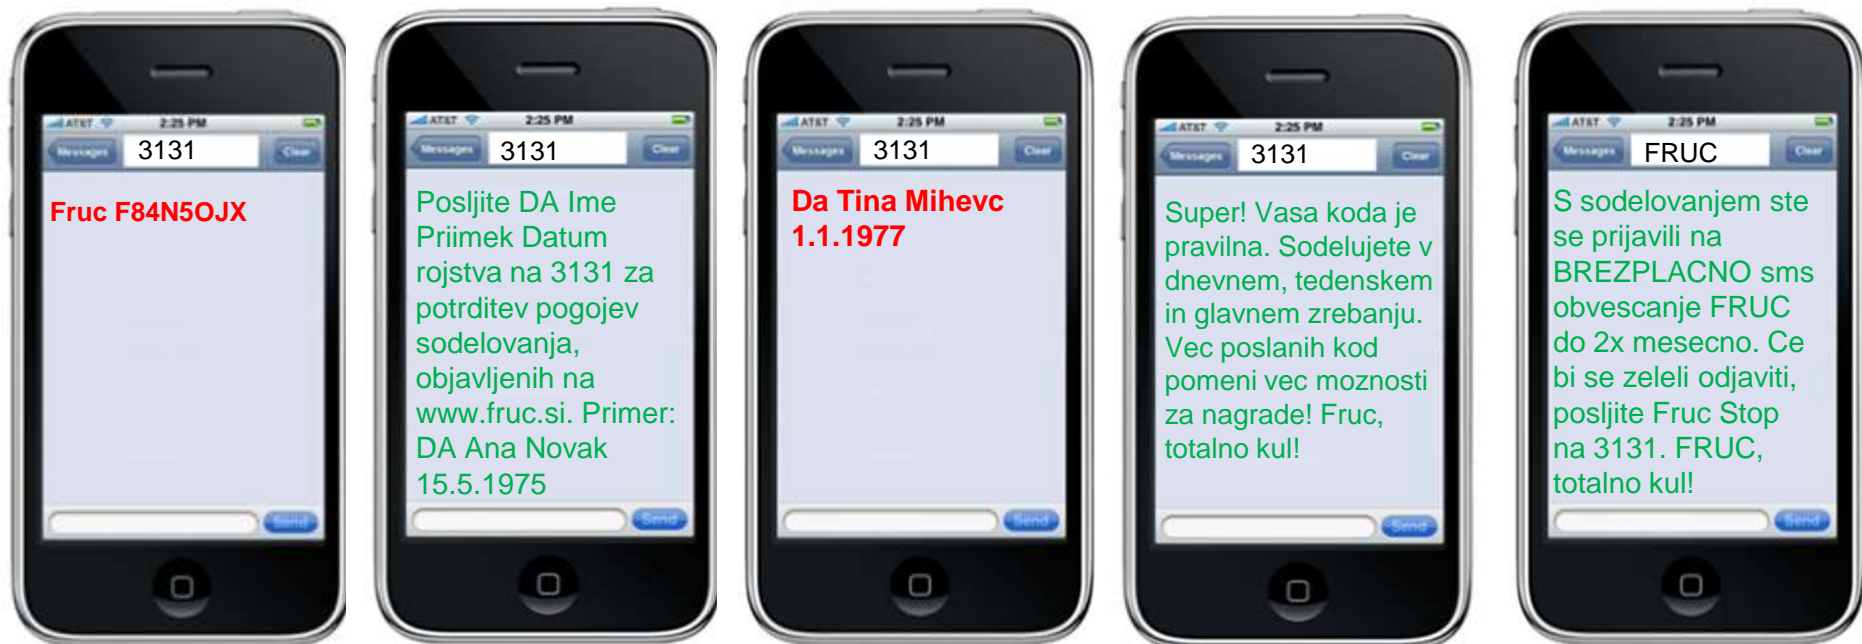 AT&T 2:25 PM
Messages 3131 Clear
Fruc F84N5OJX
Send
AT&T 2:25 PM
Messages 3131 Clear
Posljite DA Ime
Priimek Datum
rojstva na 3131 za
potrditev pogojev
sodelovanja,
objavljenih na
www.fruc.si. Primer:
DA Ana Novak
15.5.1975
Send
AT&T 2:25 PM
Messages 3131 Clear
Da Tina Mihevc
1.1.1977
Send
AT&T 2:25 PM
Messages 3131 Clear
Super! Vasa koda je
pravilna. Sodelujete v
dnevnem, tedenskem
in glavnem zrebanju.
Vec poslanih kod
pomeni vec moznosti
za nagrade! Fruc,
totalno kul!
Send
AT&T 2:25 PM
Messages FRUC Clear
S sodelovanjem ste
se prijavili na
BREZPLACNO sms
obvescanje FRUC
do 2x mesecno. Ce
bi se zeleli odjaviti,
posljite Fruc Stop
na 3131. FRUC,
totalno kul!
Send